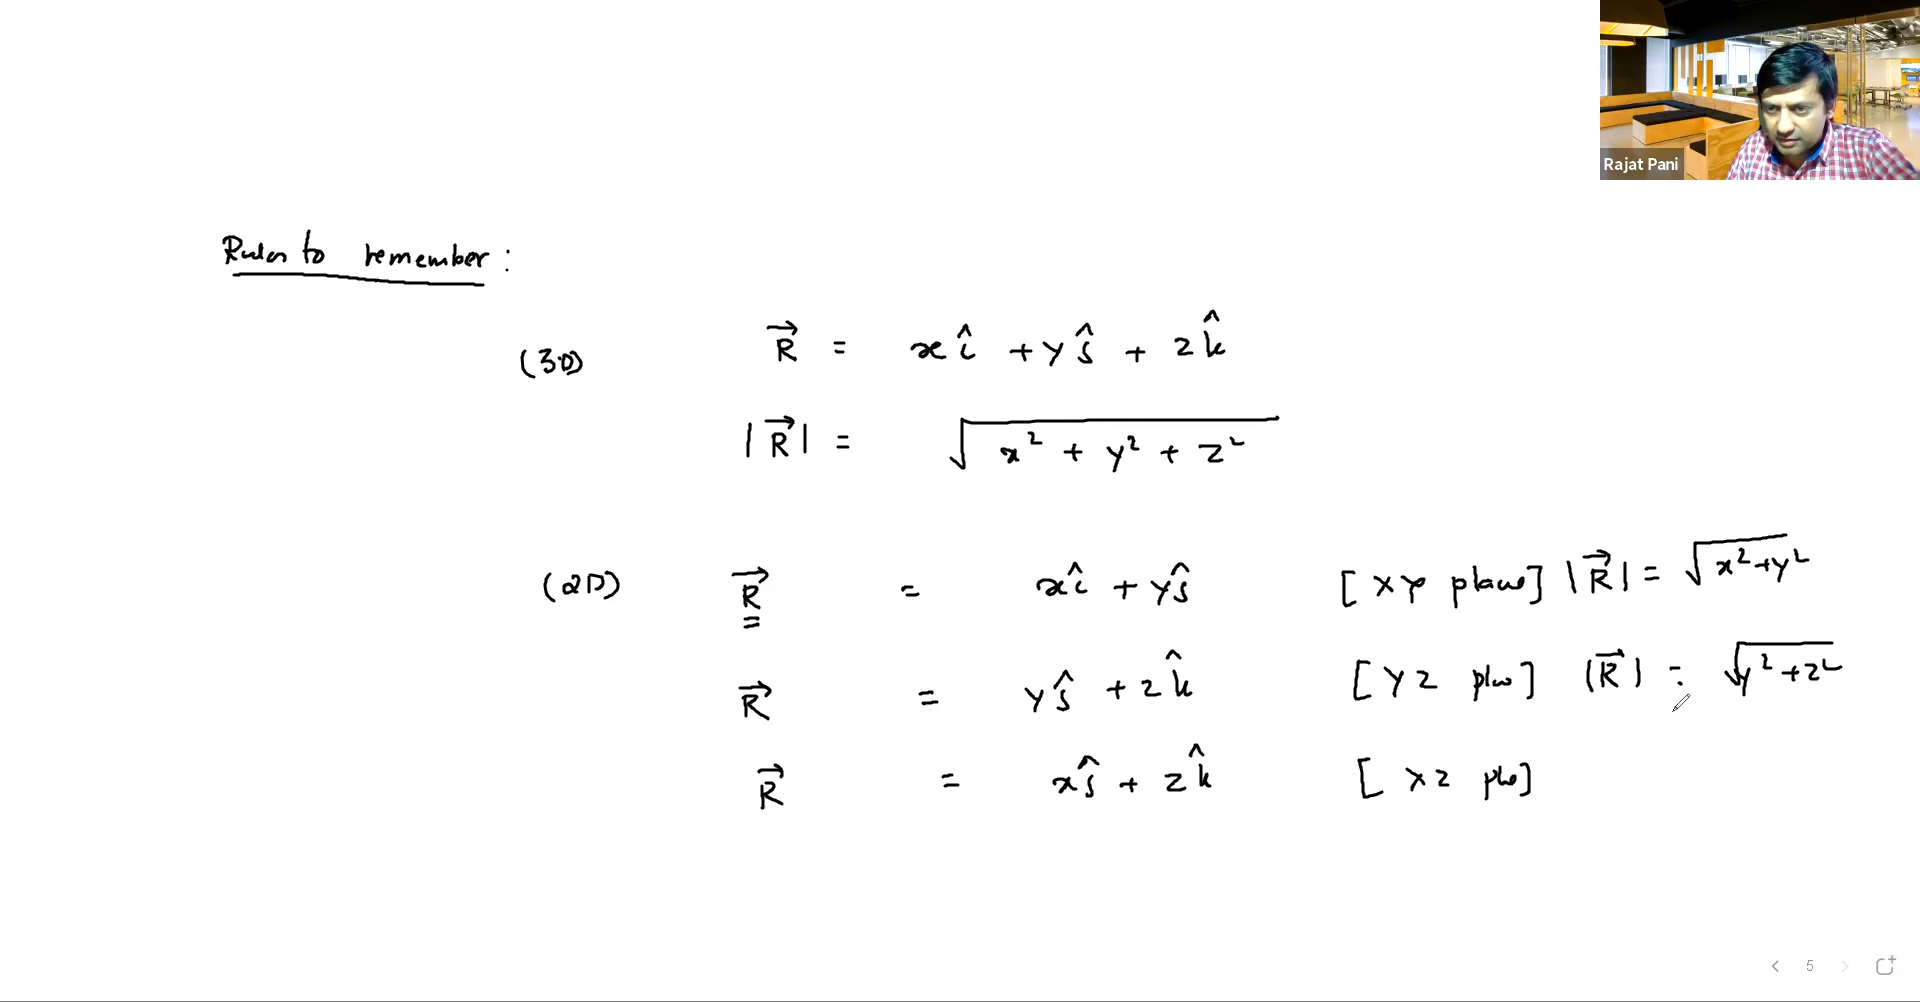 Rajat Pani
Rules to remember :
(3D) R⃗ = xî + yĵ + zk̂
|R⃗| = √(x² + y² + z²)
(2D) R⃗ = xî + yĵ [XY plane] |R⃗| = √(x²+y²)
R⃗ = yĵ + zk̂ [YZ plane] |R⃗| = √(y²+z²)
R⃗ = xĵ + zk̂ [XZ plane]
5